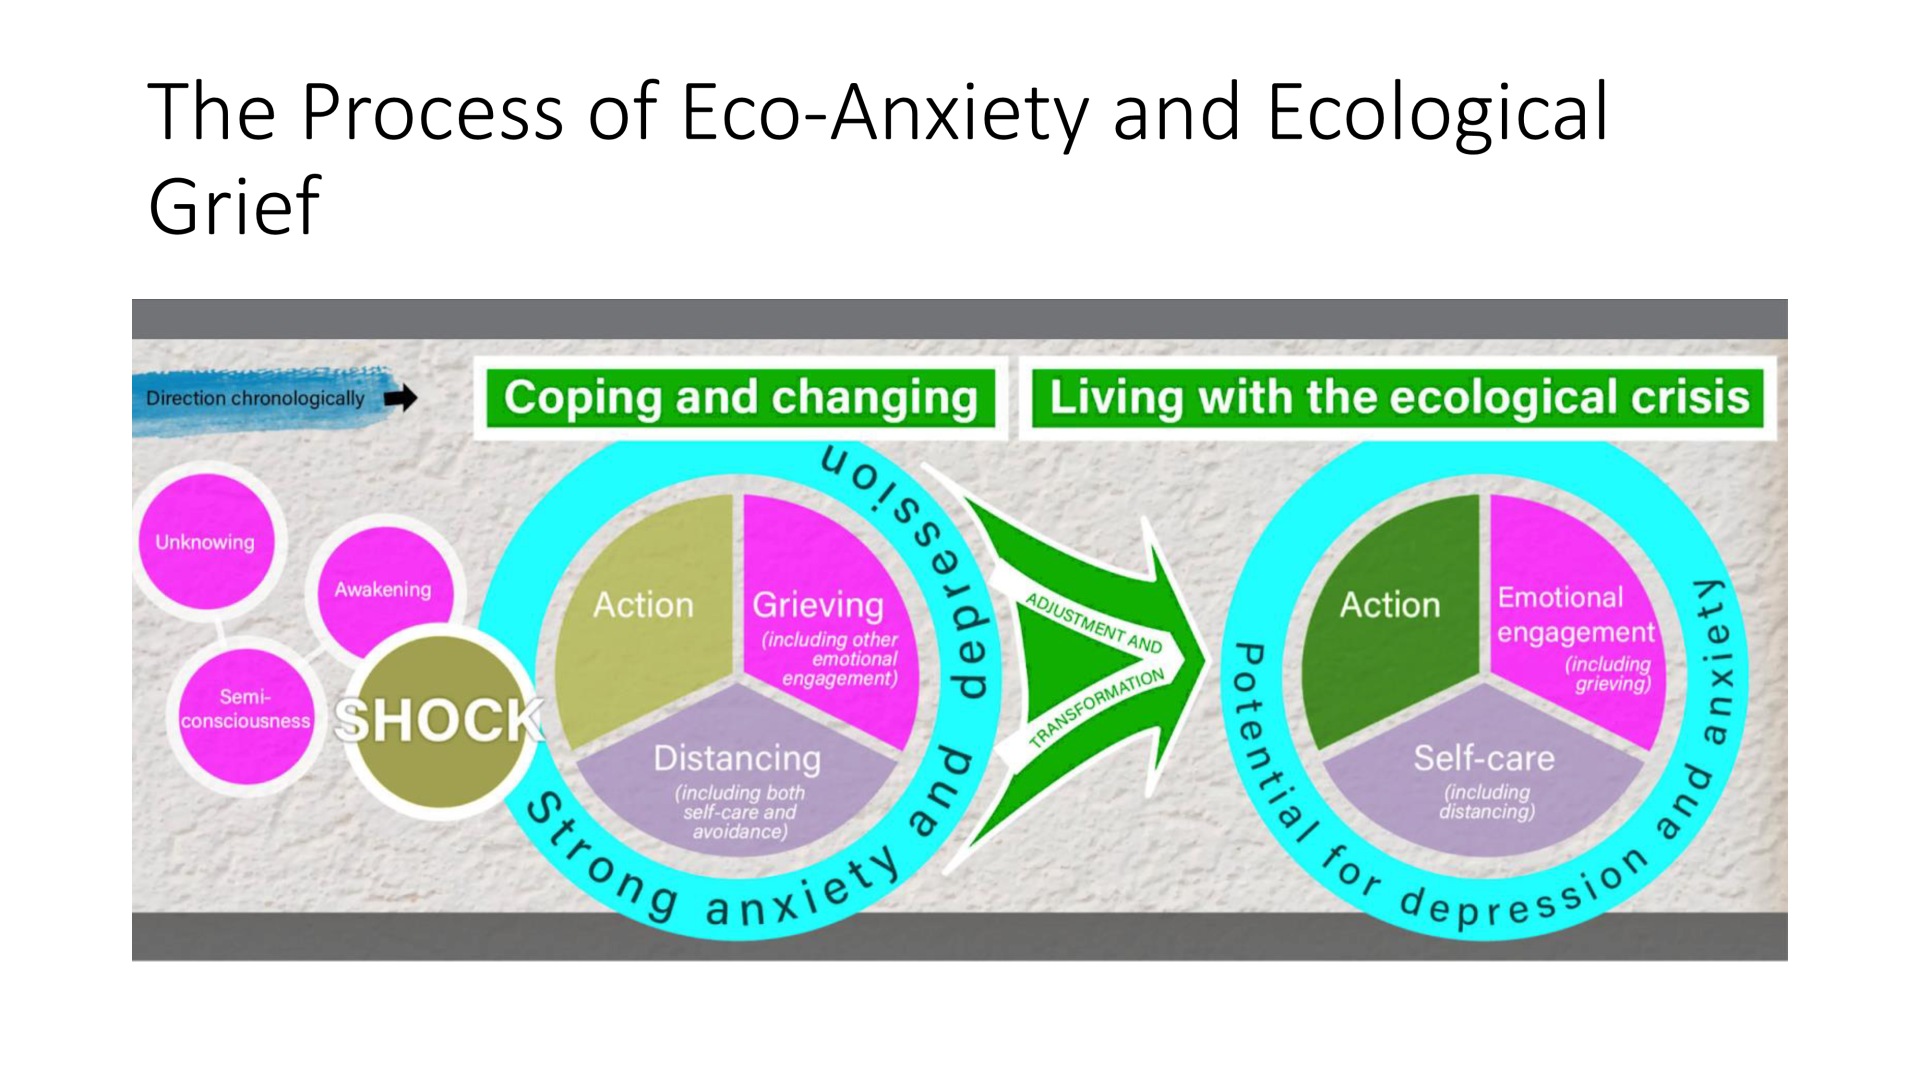 The Process of Eco-Anxiety and Ecological
Grief
Direction chronologically
Coping and changing
Living with the ecological crisis
Unknowing
Semi-
consciousness
Awakening
SHOCK
Action
Grieving
(including other
emotional
engagement)
Distancing
(including both
self-care and
avoidance)
Strong anxiety and depression
ADJUSTMENT AND
TRANSFORMATION
Action
Emotional
engagement
(including
grieving)
Self-care
(including
distancing)
Potential for depression and anxiety